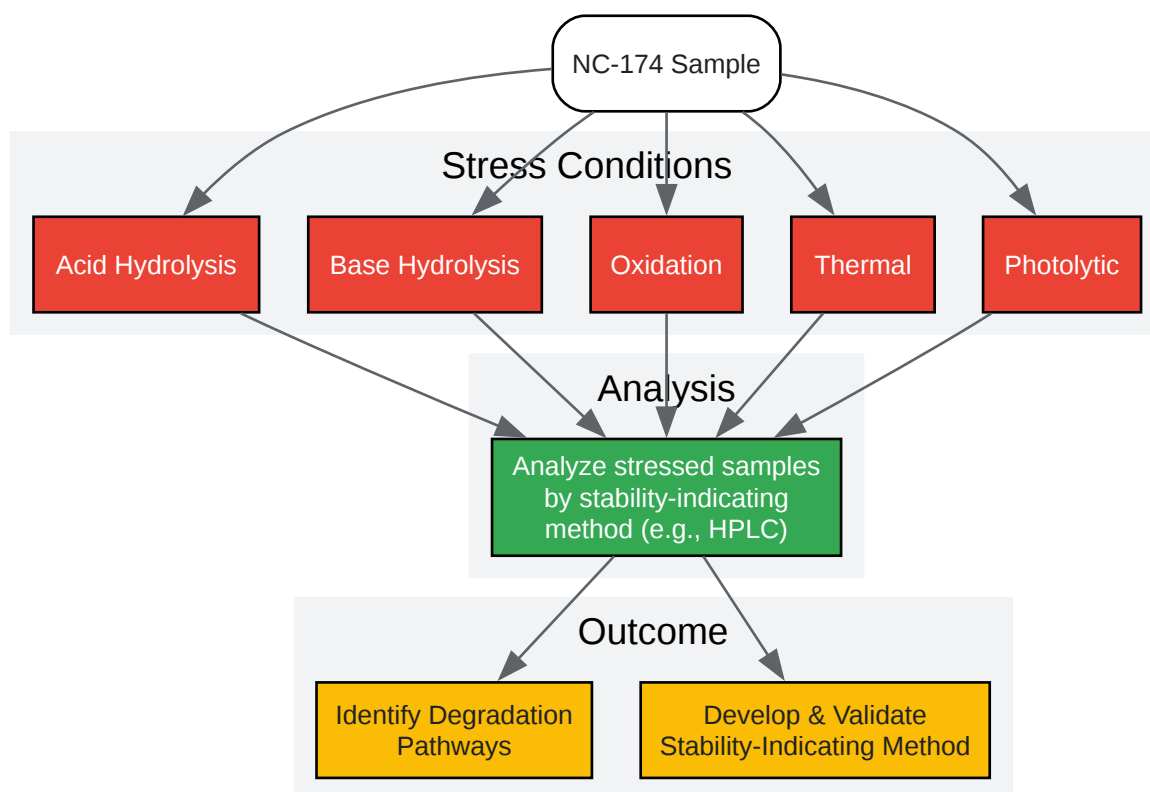 NC-174 Sample
Stress Conditions
Acid Hydrolysis
Base Hydrolysis
Oxidation
Thermal
Photolytic
Analysis
Analyze stressed samples
by stability-indicating
method (e.g., HPLC)
Outcome
Identify Degradation
Pathways
Develop & Validate
Stability-Indicating Method